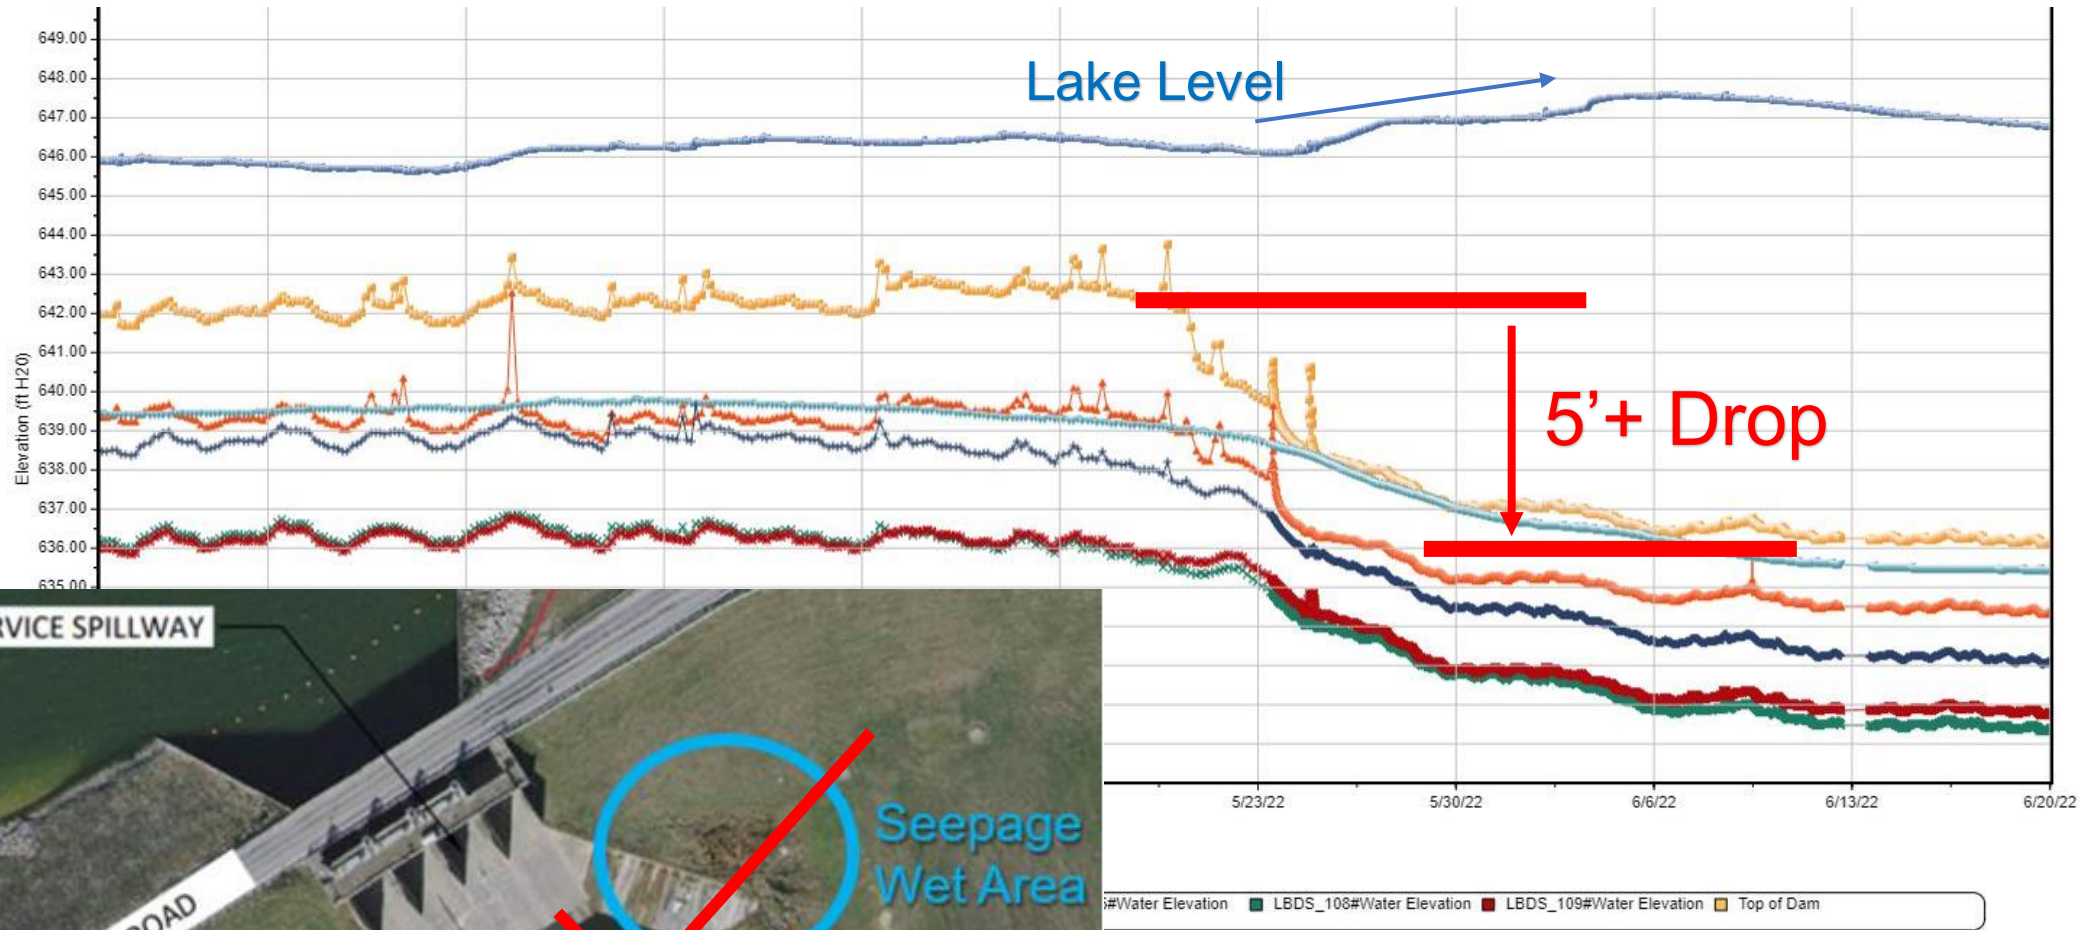 649.00
648.00
Lake Level
647.00
646.00
645.00
644.00
643.00
642.00
641.00
640.00
5'+ Drop
639.00
638.00
637.00
636.00
635.00
Elevation (ft H20)
RVICE SPILLWAY
Seepage
Wet Area
ROAD
5/23/22 5/30/22 6/6/22 6/13/22 6/20/22
#Water Elevation LBDS_108#Water Elevation LBDS_109#Water Elevation Top of Dam